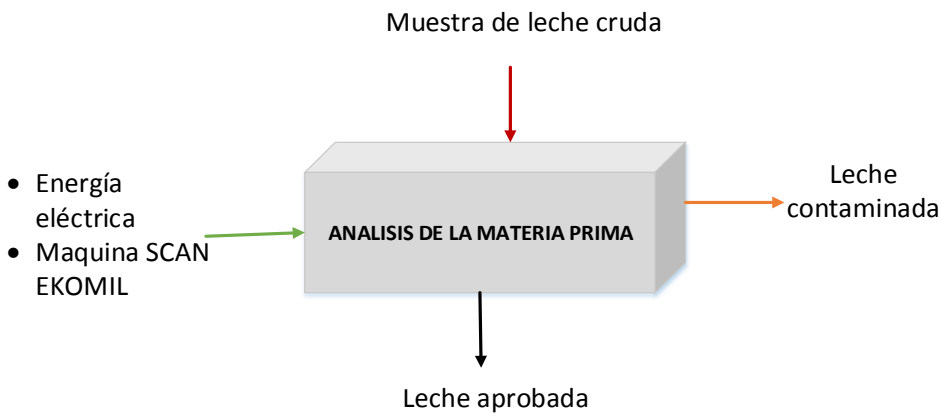 Muestra de leche cruda
• Energía
eléctrica
• Maquina SCAN
EKOMIL
ANALISIS DE LA MATERIA PRIMA
Leche
contaminada
Leche aprobada